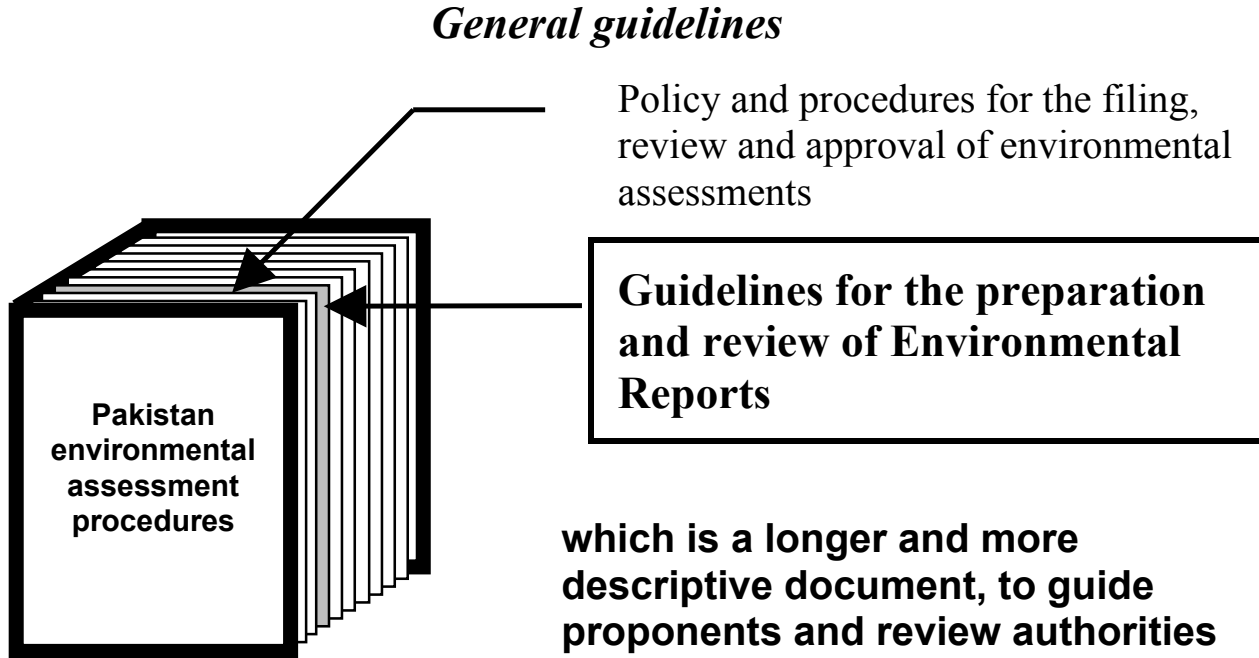 General guidelines
Policy and procedures for the filing,
review and approval of environmental
assessments
Guidelines for the preparation
and review of Environmental
Reports
Pakistan
environmental
assessment
procedures
which is a longer and more
descriptive document, to guide
proponents and review authorities